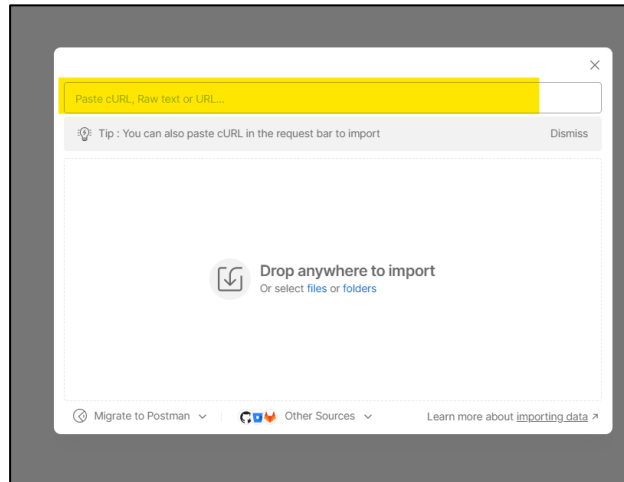 Paste cURL, Raw text or URL...
Tip : You can also paste cURL in the request bar to import
Dismiss
Drop anywhere to import
Or select files or folders
Migrate to Postman
Other Sources
Learn more about importing data